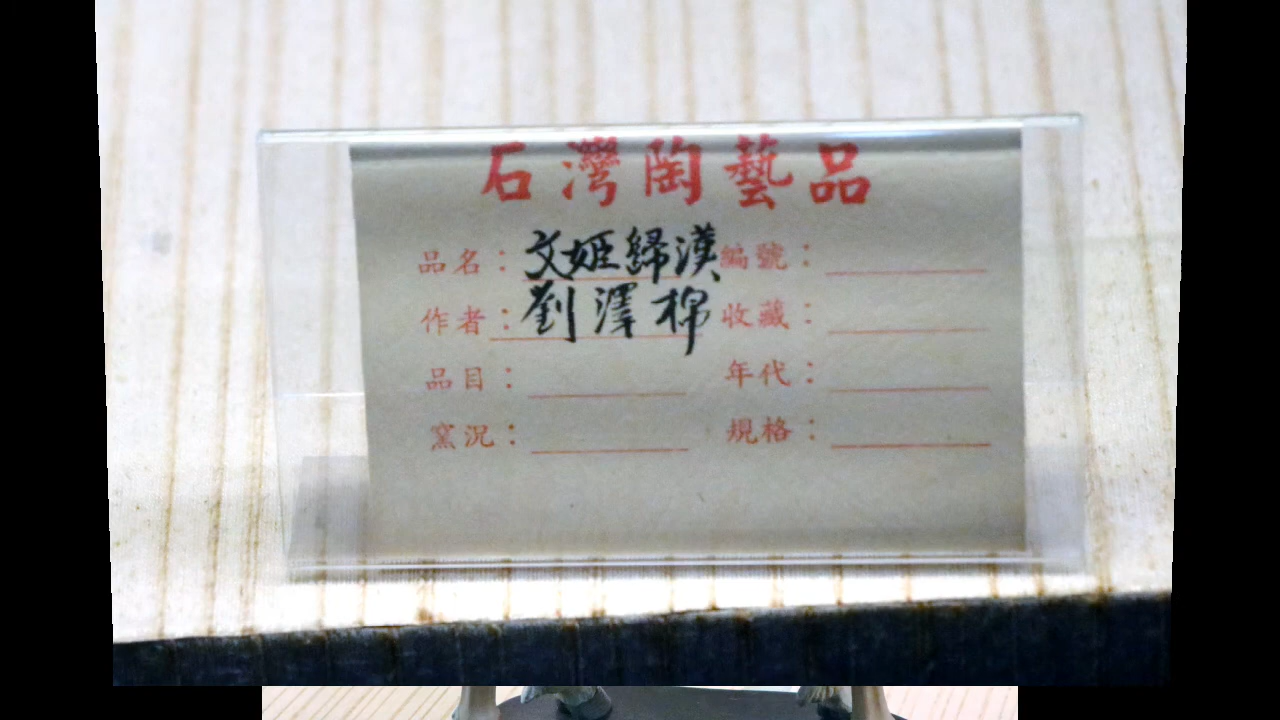 石灣陶藝品
品名：文姬歸漢 編號：
作者：劉澤棉 收藏：
品目： 年代：
窯況： 規格：